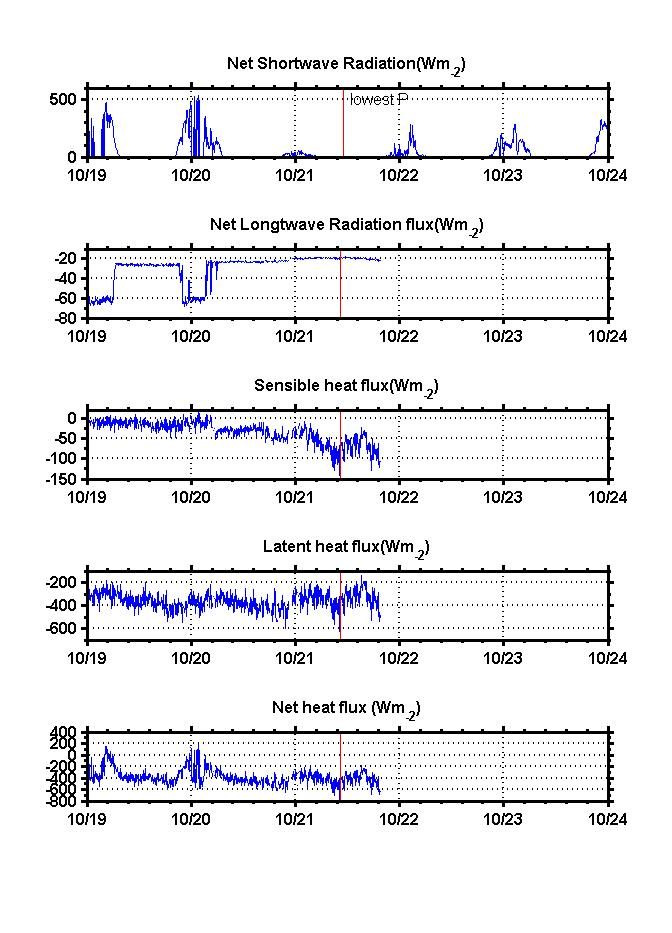 Net Shortwave Radiation(Wm-2)
500
lowest P
0
10/19 10/20 10/21 10/22 10/23 10/24
Net Longtwave Radiation flux(Wm-2)
-20
-40
-60
-80
10/19 10/20 10/21 10/22 10/23 10/24
Sensible heat flux(Wm-2)
0
-50
-100
-150
10/19 10/20 10/21 10/22 10/23 10/24
Latent heat flux(Wm-2)
-200
-400
-600
10/19 10/20 10/21 10/22 10/23 10/24
Net heat flux (Wm-2)
400
200
0
-200
-400
-600
-800
10/19 10/20 10/21 10/22 10/23 10/24